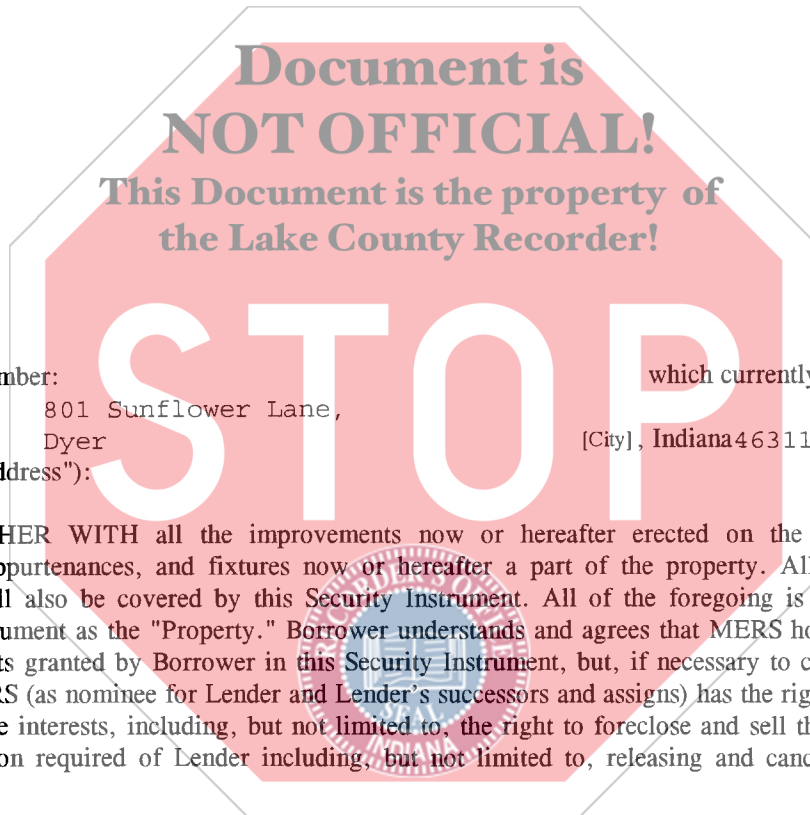 Document is
NOT OFFICIAL!
This Document is the property of
the Lake County Recorder!
STOP
mber: which currently
801 Sunflower Lane,
Dyer [City] , Indiana 46311
ddress"):
HER WITH all the improvements now or hereafter erected on the
ppurtenances, and fixtures now or hereafter a part of the property. All
ll also be covered by this Security Instrument. All of the foregoing is
ument as the "Property." Borrower understands and agrees that MERS ho
ts granted by Borrower in this Security Instrument, but, if necessary to c
RS (as nominee for Lender and Lender's successors and assigns) has the rig
e interests, including, but not limited to, the right to foreclose and sell th
on required of Lender including, but not limited to, releasing and canc
RECORDER'S OFFICE
SEAL
INDIANA